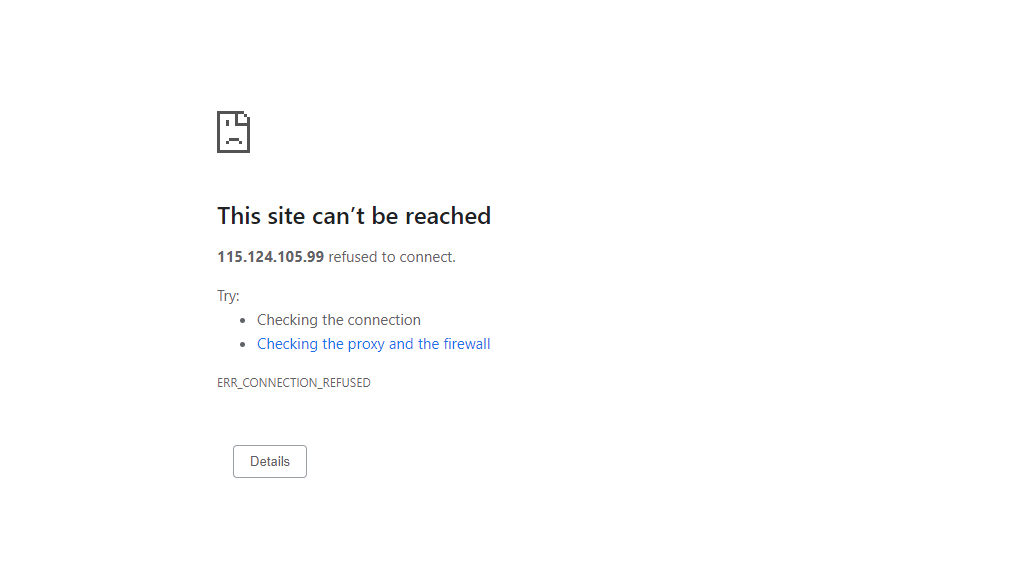 This site can’t be reached
115.124.105.99 refused to connect.
Try:
Checking the connection
Checking the proxy and the firewall
ERR_CONNECTION_REFUSED
Details